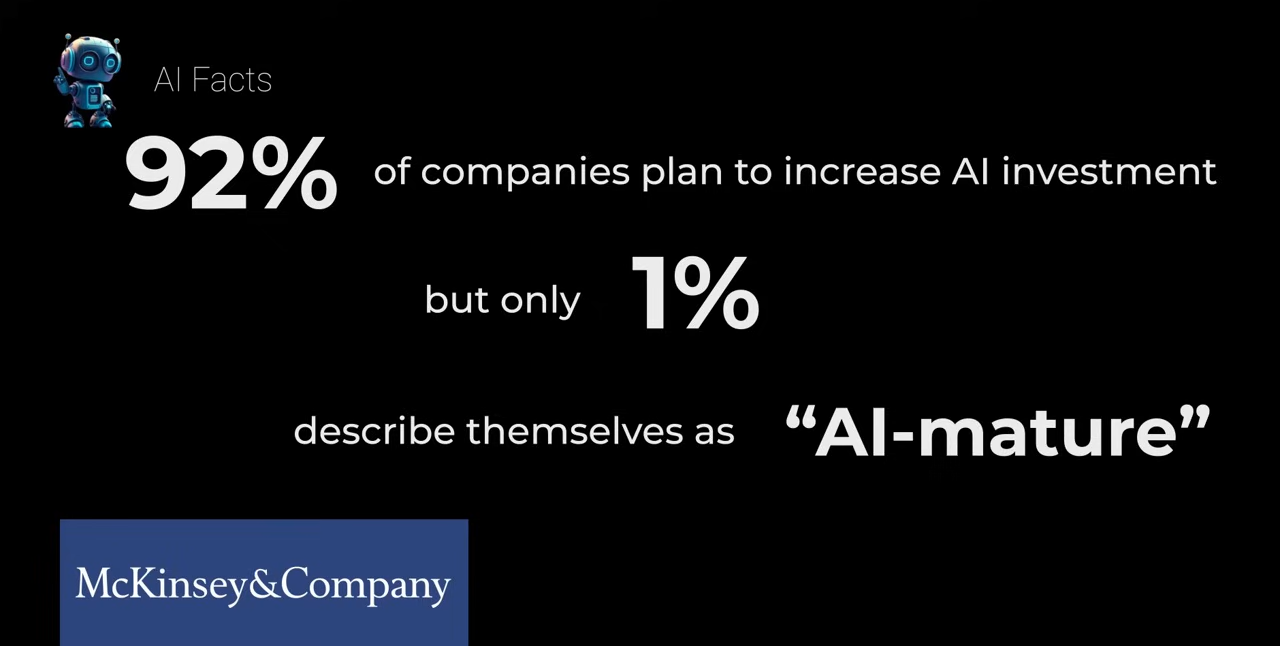 AI Facts
92% of companies plan to increase AI investment
but only 1%
describe themselves as “AI-mature”
McKinsey&Company